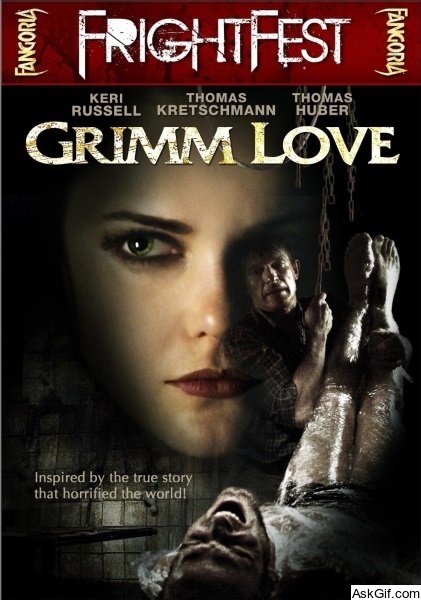 FANGORIA FRIGHTFEST FANGORIA
KERI RUSSELL THOMAS KRETSCHMANN THOMAS HUBER
GRIMM LOVE
Inspired by the true story
that horrified the world!
AskGif.com